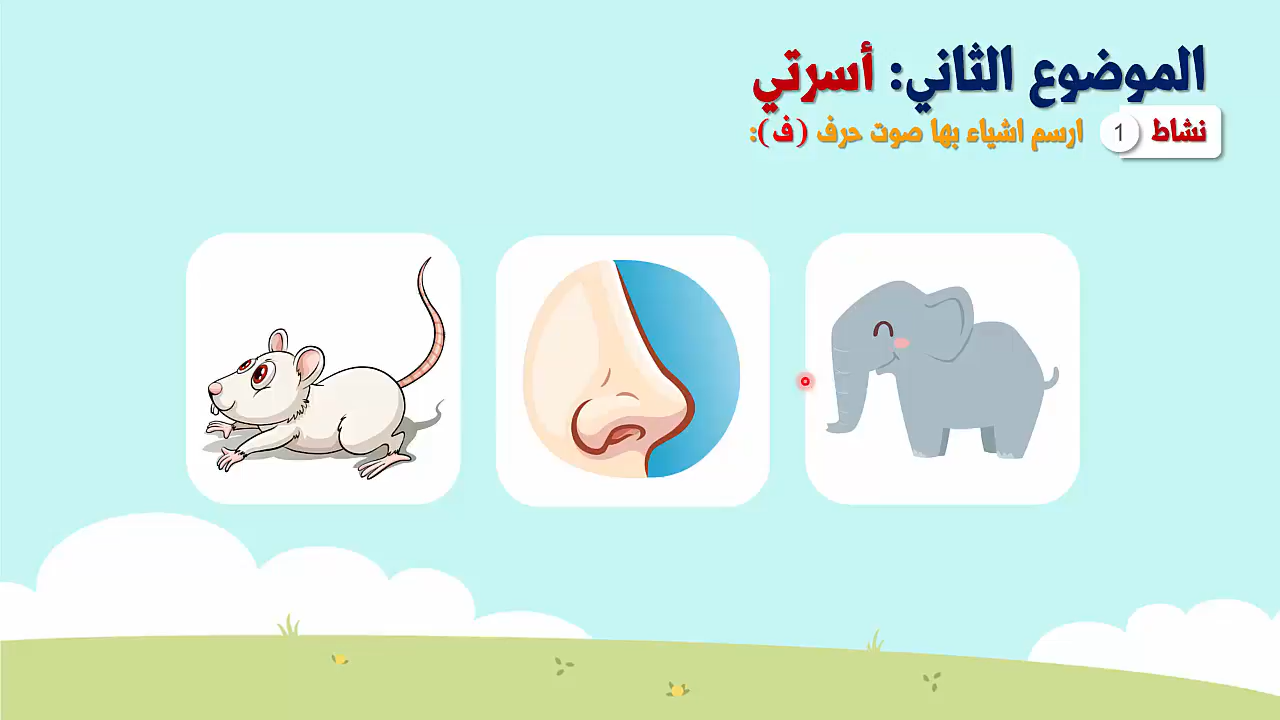 الموضوع الثاني: أسرتي
نشاط 1 ارسم اشياء بها صوت حرف (ف):